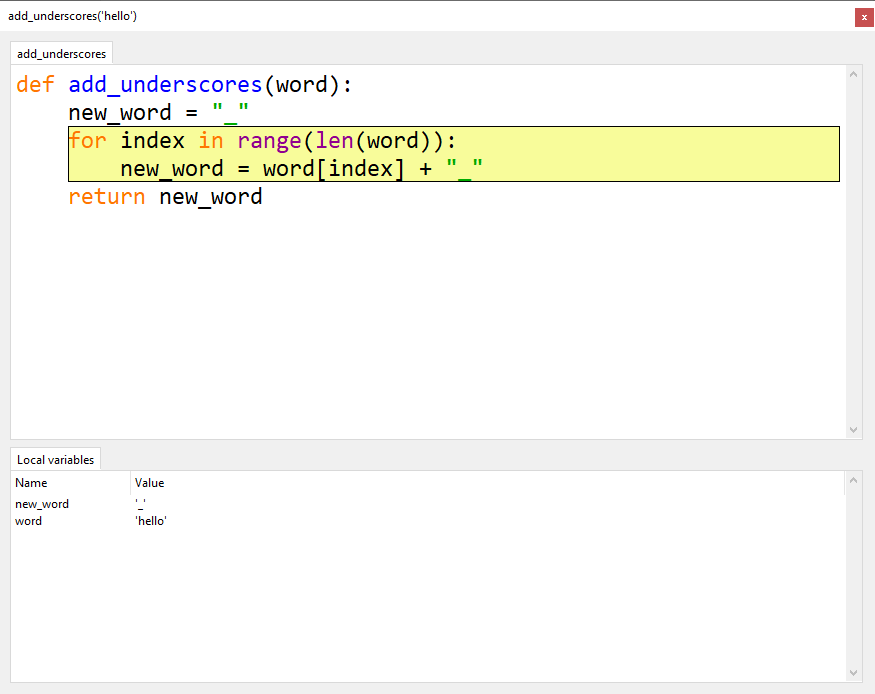 add_underscores('hello')
x
add_underscores
def add_underscores(word):
    new_word = "_"
    for index in range(len(word)):
        new_word = word[index] + "_"
    return new_word
Local variables
Name Value
new_word '_'
word 'hello'